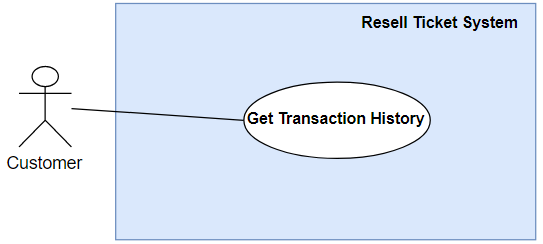 Resell Ticket System
Get Transaction History
Customer